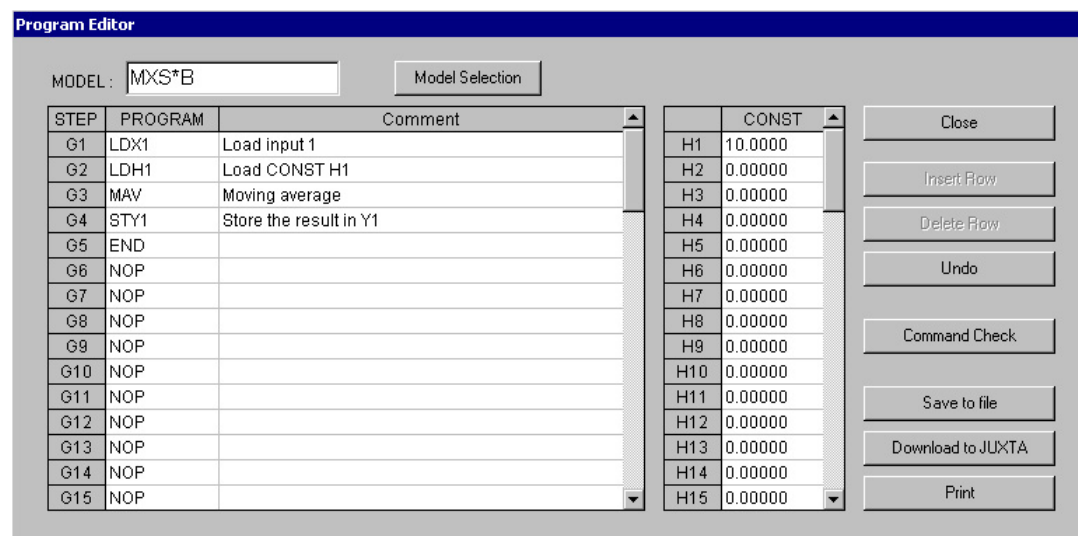 Program Editor
MODEL : MXS*B Model Selection
STEP PROGRAM Comment CONST Close
G1 LDX1 Load input 1 H1 10.0000
G2 LDH1 Load CONST H1 H2 0.00000 Insert Row
G3 MAV Moving average H3 0.00000
G4 STY1 Store the result in Y1 H4 0.00000 Delete Row
G5 END H5 0.00000
G6 NOP H6 0.00000 Undo
G7 NOP H7 0.00000
G8 NOP H8 0.00000
G9 NOP H9 0.00000 Command Check
G10 NOP H10 0.00000
G11 NOP H11 0.00000 Save to file
G12 NOP H12 0.00000
G13 NOP H13 0.00000 Download to JUXTA
G14 NOP H14 0.00000
G15 NOP H15 0.00000 Print